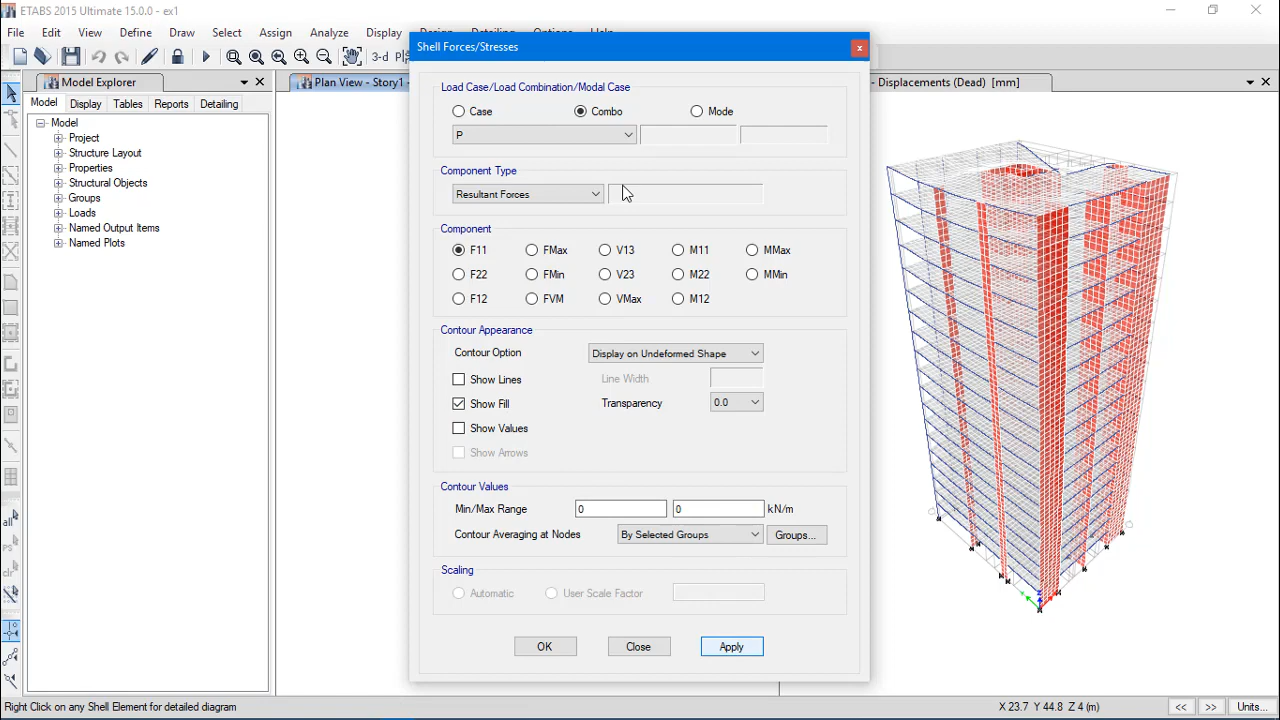 ETABS 2015 Ultimate 15.0.0 - ex1
File Edit View Define Draw Select Assign Analyze Display Design Detailing Options Help
3-d
Model Explorer
Plan View - Story1 -
- Displacements (Dead) [mm]
Model Display Tables Reports Detailing
Model
Project
Structure Layout
Properties
Structural Objects
Groups
Loads
Named Output Items
Named Plots
all
Shell Forces/Stresses
Load Case/Load Combination/Modal Case
Case Combo Mode
P
Component Type
Resultant Forces
Component
F11 FMax V13 M11 MMax
F22 FMin V23 M22 MMin
F12 FVM VMax M12
Contour Appearance
Contour Option Display on Undeformed Shape
Show Lines Line Width
Show Fill Transparency 0.0
Show Values
Show Arrows
Contour Values
Min/Max Range 0 0 kN/m
Contour Averaging at Nodes By Selected Groups Groups...
Scaling
Automatic User Scale Factor
OK Close Apply
Right Click on any Shell Element for detailed diagram
X 23.7 Y 44.8 Z 4 (m) << >> Units...